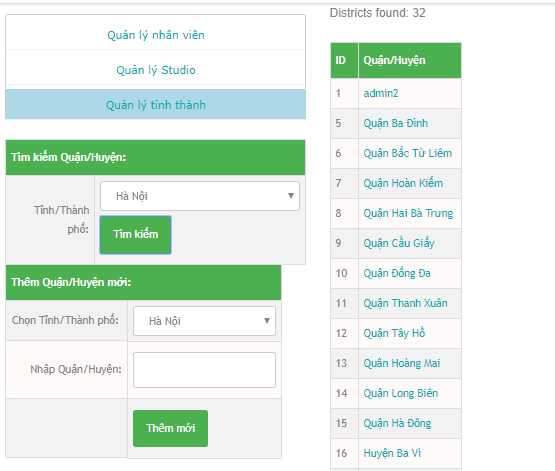 Quản lý nhân viên
Quản lý Studio
Quản lý tỉnh thành
Tìm kiếm Quận/Huyện:
Tỉnh/Thành phố:
Hà Nội
Tìm kiếm
Thêm Quận/Huyện mới:
Chọn Tỉnh/Thành phố:
Hà Nội
Nhập Quận/Huyện:
Thêm mới
Districts found: 32
ID Quận/Huyện
1 admin2
5 Quận Ba Đình
6 Quận Bắc Từ Liêm
7 Quận Hoàn Kiếm
8 Quận Hai Bà Trưng
9 Quận Cầu Giấy
10 Quận Đống Đa
11 Quận Thanh Xuân
12 Quận Tây Hồ
13 Quân Hoàng Mai
14 Quận Long Biên
15 Quận Hà Đông
16 Huyện Ba Vì